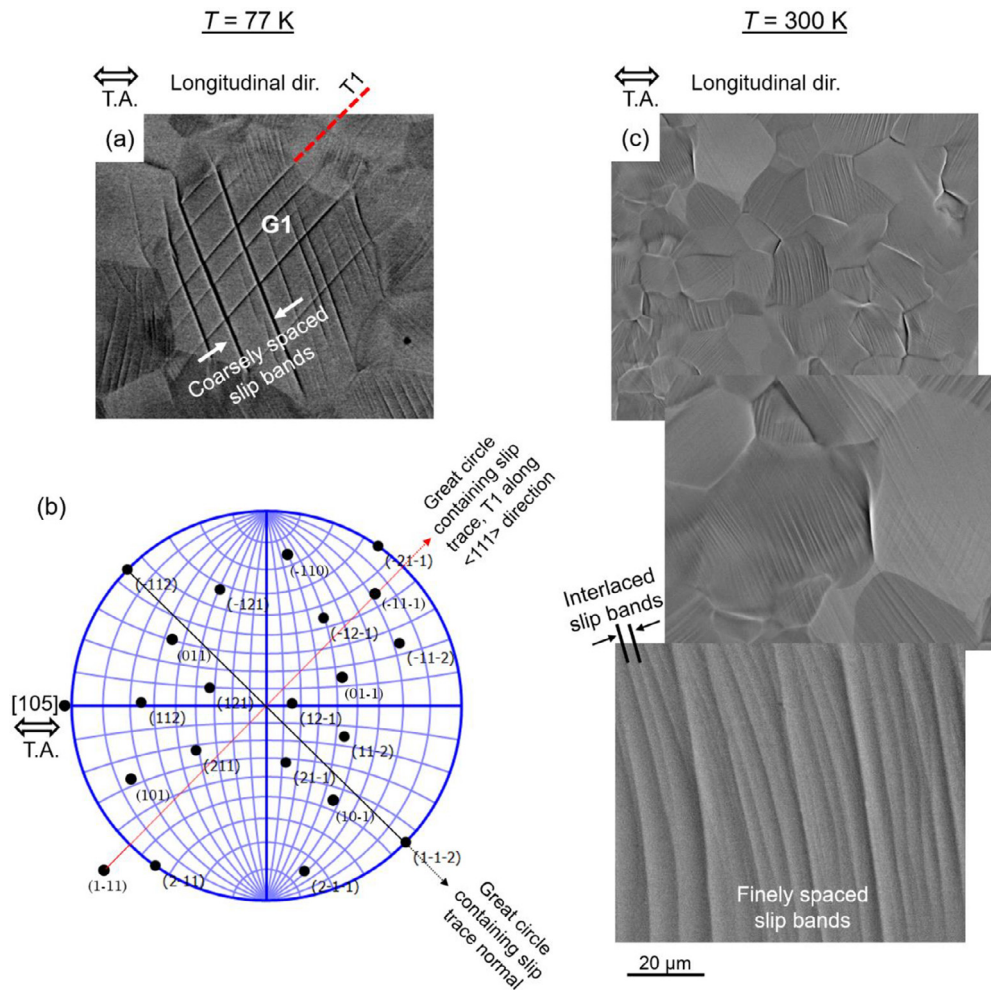 T = 77 K
T = 300 K
T.A.
Longitudinal dir.
T1
T.A.
Longitudinal dir.
(a)
G1
Coarsely spaced
slip bands
(c)
(b)
Great circle
containing slip
trace, T1 along
<111> direction
(-21-1)
(-110)
(-112)
(-121)
(-11-1)
(-12-1)
(011)
(-11-2)
(01-1)
[105]
T.A.
(121)
(112)
(12-1)
(211)
(11-2)
(101)
(21-1)
(10-1)
(1-1-2)
(1-11)
(2-11)
(2-1-1)
Great circle
containing slip
trace normal
Interlaced
slip bands
Finely spaced
slip bands
20 µm